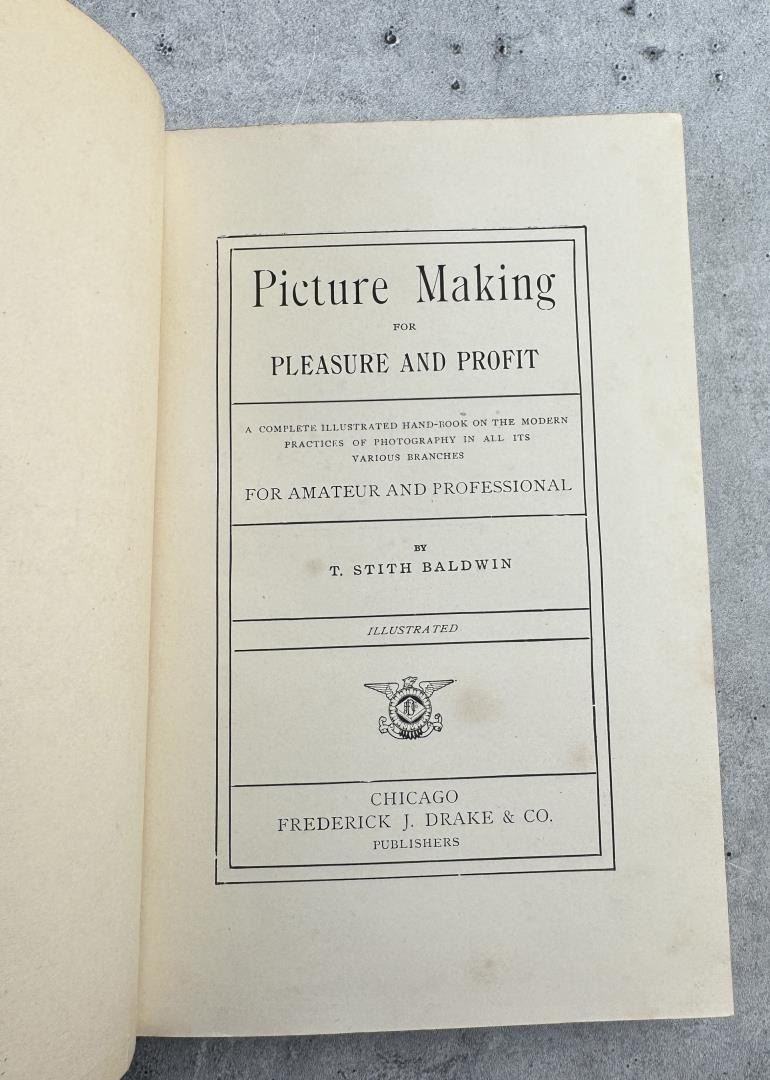 Picture Making
FOR
PLEASURE AND PROFIT
A COMPLETE ILLUSTRATED HAND-BOOK ON THE MODERN
PRACTICES OF PHOTOGRAPHY IN ALL ITS
VARIOUS BRANCHES
FOR AMATEUR AND PROFESSIONAL
BY
T. STITH BALDWIN
ILLUSTRATED
CHICAGO
FREDERICK J. DRAKE & CO.
PUBLISHERS